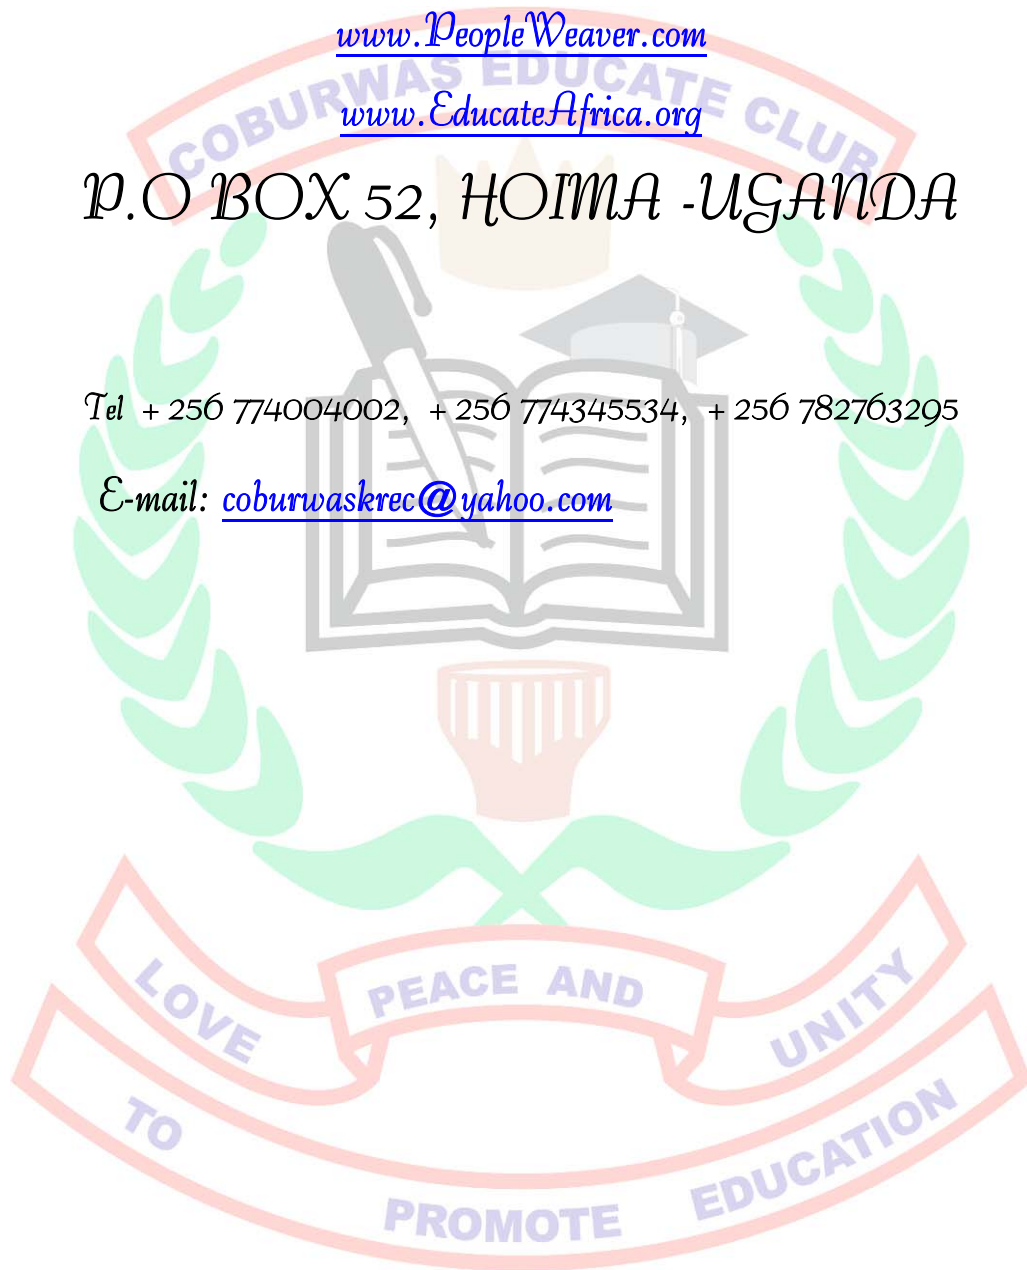 www.PeopleWeaver.com
COBURWAS EDUCATE CLUB
www.EducateAfrica.org
P.O BOX 52, HOIMA -UGANDA
Tel + 256 774004002, + 256 774345534, + 256 782763295
E-mail: coburwaskrec@yahoo.com
LOVE PEACE AND UNITY
TO PROMOTE EDUCATION